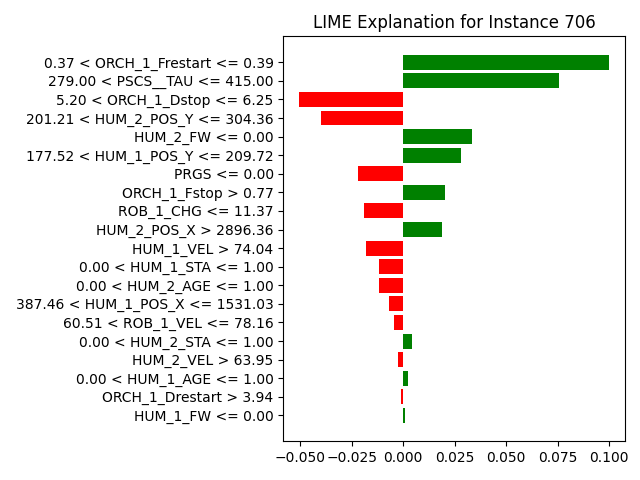 LIME Explanation for Instance 706
0.37 < ORCH_1_Frestart <= 0.39
279.00 < PSCS__TAU <= 415.00
5.20 < ORCH_1_Dstop <= 6.25
201.21 < HUM_2_POS_Y <= 304.36
HUM_2_FW <= 0.00
177.52 < HUM_1_POS_Y <= 209.72
PRGS <= 0.00
ORCH_1_Fstop > 0.77
ROB_1_CHG <= 11.37
HUM_2_POS_X > 2896.36
HUM_1_VEL > 74.04
0.00 < HUM_1_STA <= 1.00
0.00 < HUM_2_AGE <= 1.00
387.46 < HUM_1_POS_X <= 1531.03
60.51 < ROB_1_VEL <= 78.16
0.00 < HUM_2_STA <= 1.00
HUM_2_VEL > 63.95
0.00 < HUM_1_AGE <= 1.00
ORCH_1_Drestart > 3.94
HUM_1_FW <= 0.00
−0.050 −0.025 0.000 0.025 0.050 0.075 0.100